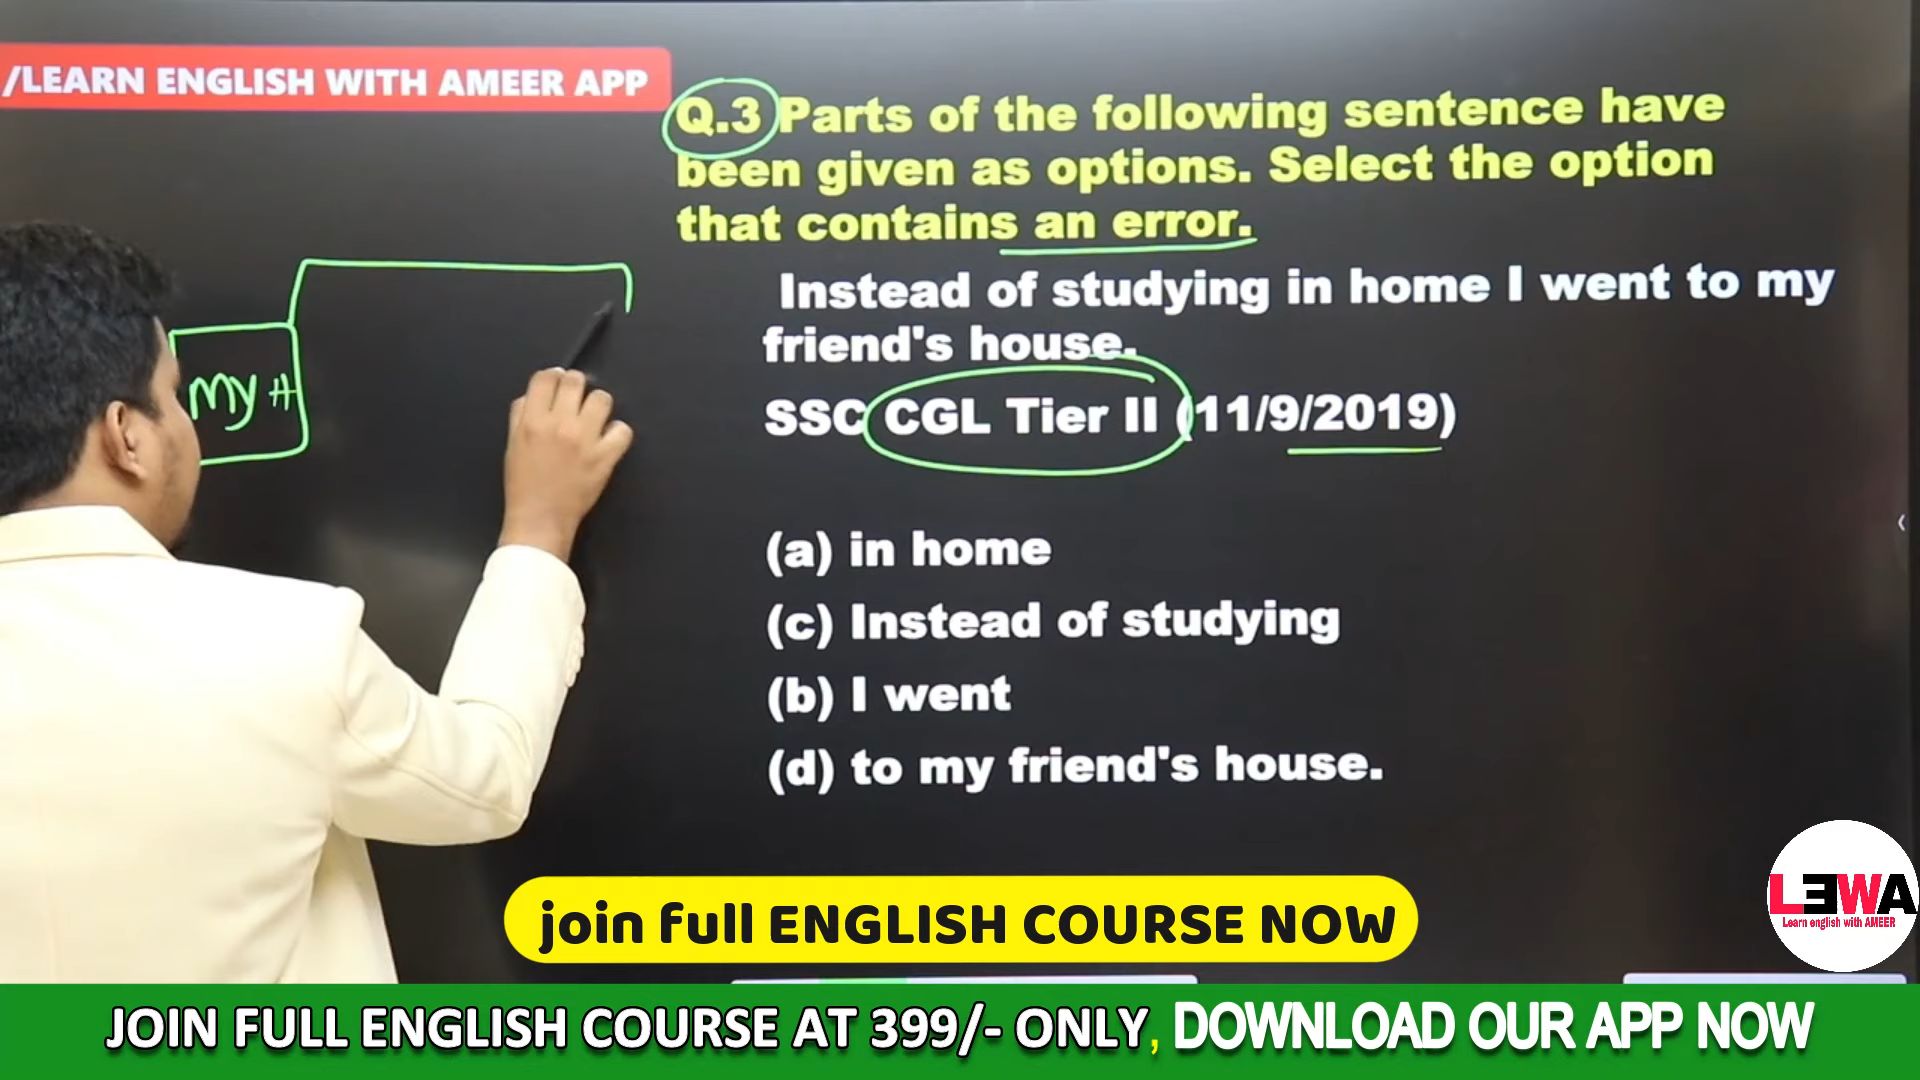 /LEARN ENGLISH WITH AMEER APP
Q.3 Parts of the following sentence have
been given as options. Select the option
that contains an error.
Instead of studying in home I went to my
friend's house.
my #
SSC CGL Tier II (11/9/2019)
(a) in home
(c) Instead of studying
(b) I went
(d) to my friend's house.
LEWA
Learn english with AMEER
join full ENGLISH COURSE NOW
JOIN FULL ENGLISH COURSE AT 399/- ONLY, DOWNLOAD OUR APP NOW